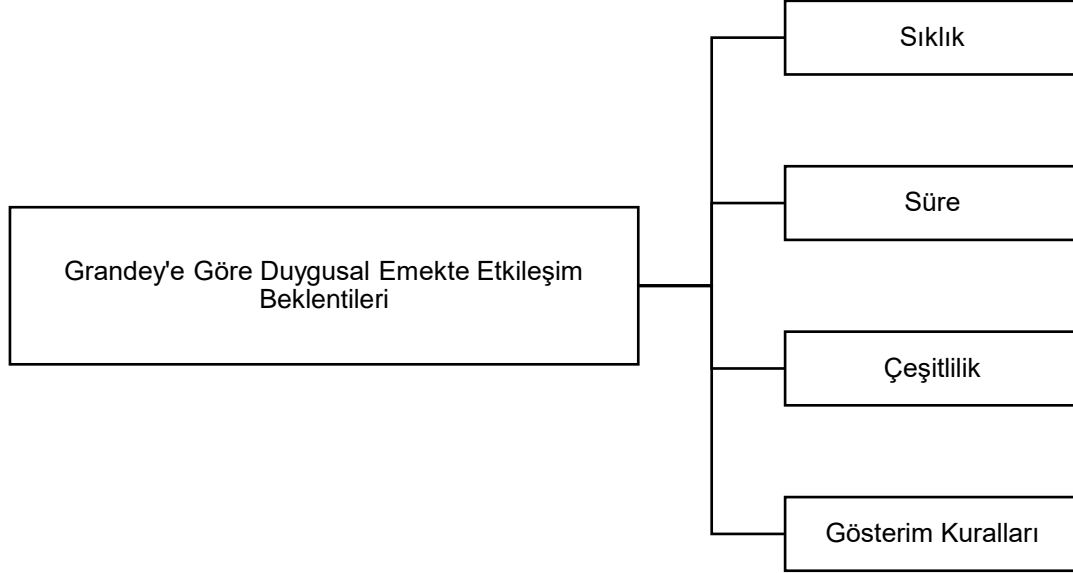 Grandey'e Göre Duygusal Emekte Etkileşim
Beklentileri
Sıklık
Süre
Çeşitlilik
Gösterim Kuralları